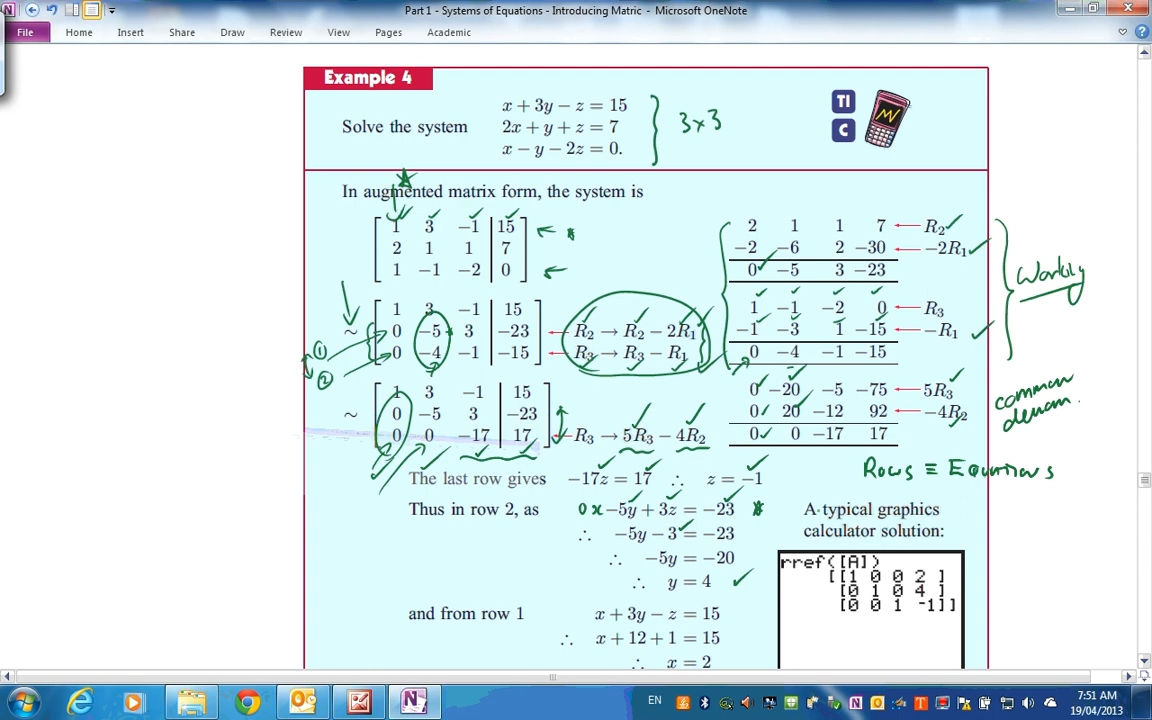 Part 1 - Systems of Equations - Introducing Matric - Microsoft OneNote
File Home Insert Share Draw Review View Pages Academic
Example 4
Solve the system
x + 3y − z = 15
2x + y + z = 7
x − y − 2z = 0.
3×3
TI
C
In augmented matrix form, the system is
1 3 −1 15
2 1 1 7
1 −1 −2 0
2 1 1 7 R2
−2 −6 2 −30 −2R1
0 −5 3 −23
1 −1 −2 0 R3
−1 −3 1 −15 −R1
0 −4 −1 −15
Working
~
1 3 −1 15
0 −5 3 −23 R2 → R2 − 2R1
0 −4 −1 −15 R3 → R3 − R1
①
②
0 −20 −5 −75 5R3
0 20 −12 92 −4R2
0 0 −17 17
common
denom.
~
1 3 −1 15
0 −5 3 −23
0 0 −17 17 R3 → 5R3 − 4R2
Rows ≡ Equations
The last row gives −17z = 17 ∴ z = −1
Thus in row 2, as 0x −5y + 3z = −23
∴ −5y − 3 = −23
∴ −5y = −20
∴ y = 4
and from row 1 x + 3y − z = 15
∴ x + 12 + 1 = 15
∴ x = 2
A typical graphics
calculator solution:
rref([A])
[[1 0 0 2 ]
[0 1 0 4 ]
[0 0 1 -1]]
EN
7:51 AM
19/04/2013